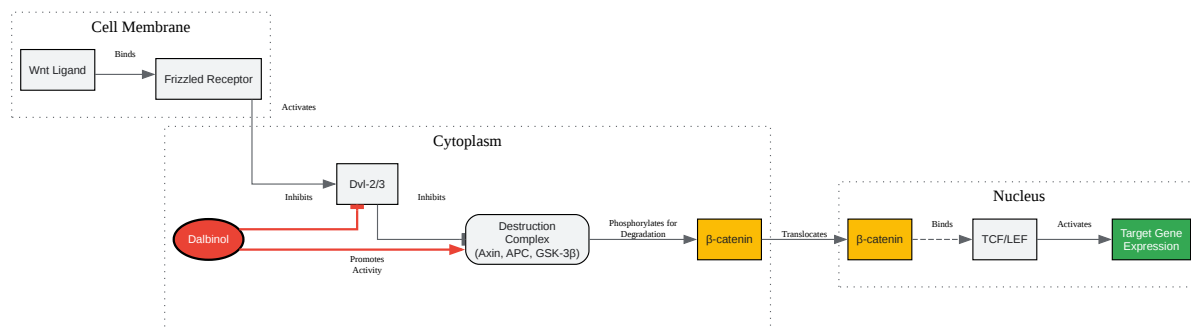 Cell Membrane
Wnt Ligand
Binds
Frizzled Receptor
Activates
Cytoplasm
Dvl-2/3
Inhibits
Inhibits
Dalbinol
Promotes
Activity
Destruction
Complex
(Axin, APC, GSK-3β)
Phosphorylates for
Degradation
β-catenin
Translocates
Nucleus
β-catenin
Binds
TCF/LEF
Activates
Target Gene
Expression